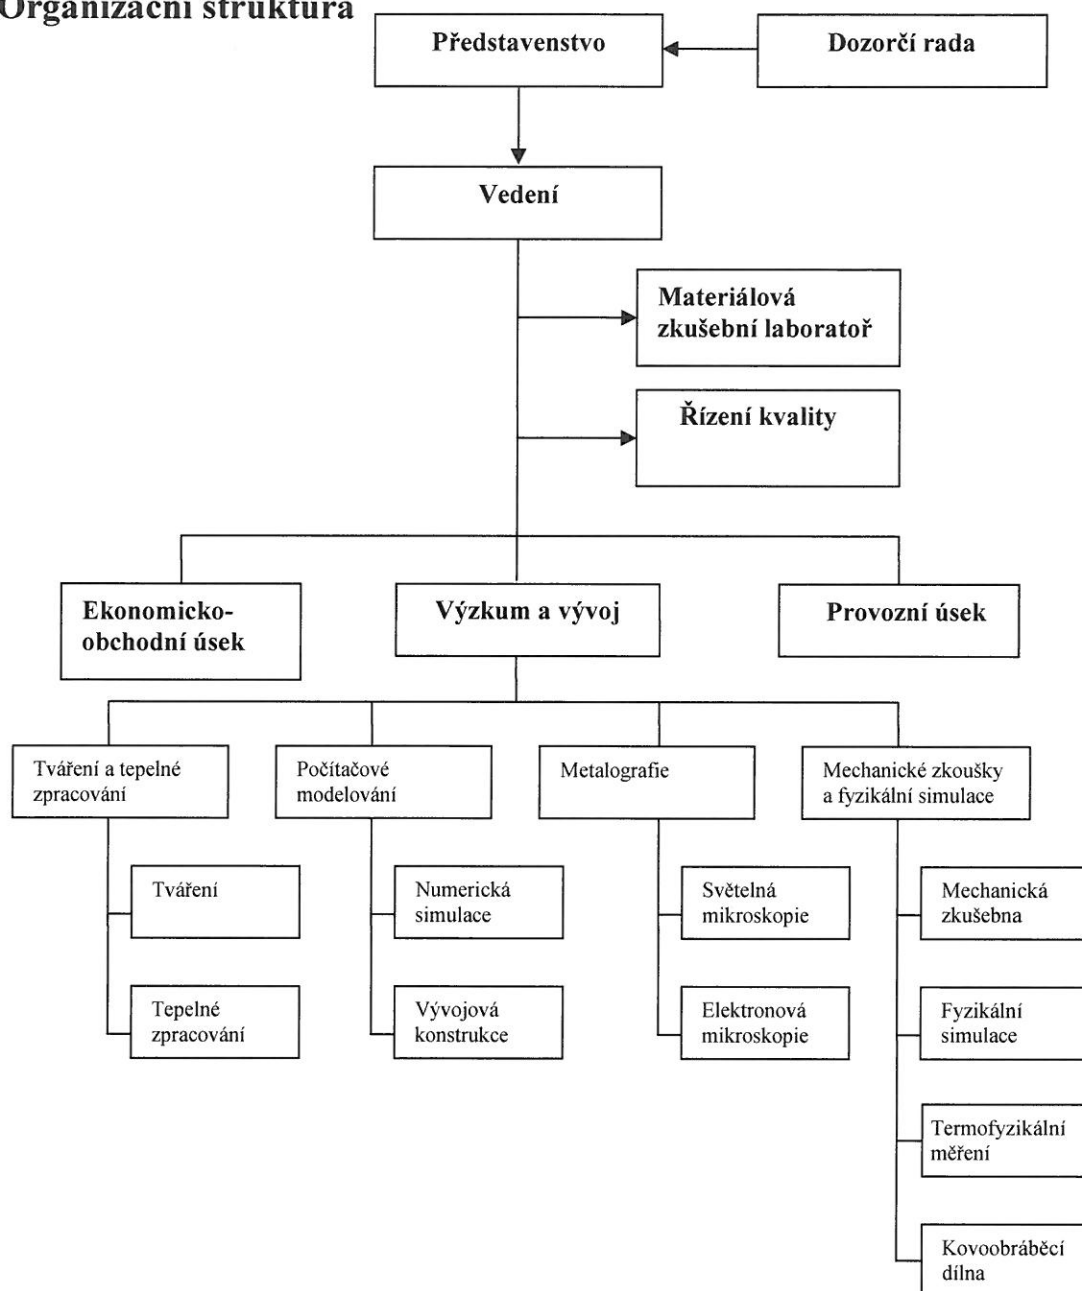 Organizační struktura
Představenstvo
Dozorčí rada
Vedení
Materiálová
zkušební laboratoř
Řízení kvality
Ekonomicko-
obchodní úsek
Výzkum a vývoj
Provozní úsek
Tváření a tepelné
zpracování
Počítačové
modelování
Metalografie
Mechanické zkoušky
a fyzikální simulace
Tváření
Numerická
simulace
Světelná
mikroskopie
Mechanická
zkušebna
Tepelné
zpracování
Vývojová
konstrukce
Elektronová
mikroskopie
Fyzikální
simulace
Termofyzikální
měření
Kovoobráběcí
dílna